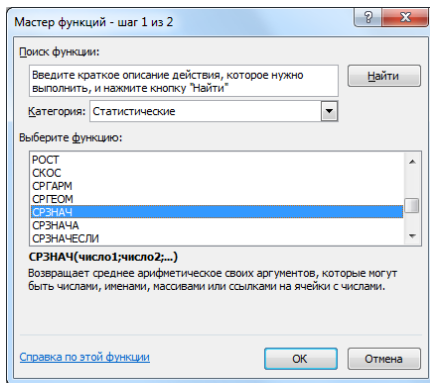 Мастер функций - шаг 1 из 2
Поиск функции:
Введите краткое описание действия, которое нужно
выполнить, и нажмите кнопку "Найти"
Найти
Категория: Статистические
Выберите функцию:
РОСТ
СКОС
СРГАРМ
СРГЕОМ
СРЗНАЧ
СРЗНАЧА
СРЗНАЧЕСЛИ
СРЗНАЧ(число1;число2;...)
Возвращает среднее арифметическое своих аргументов, которые могут
быть числами, именами, массивами или ссылками на ячейки с числами.
Справка по этой функции
ОК
Отмена